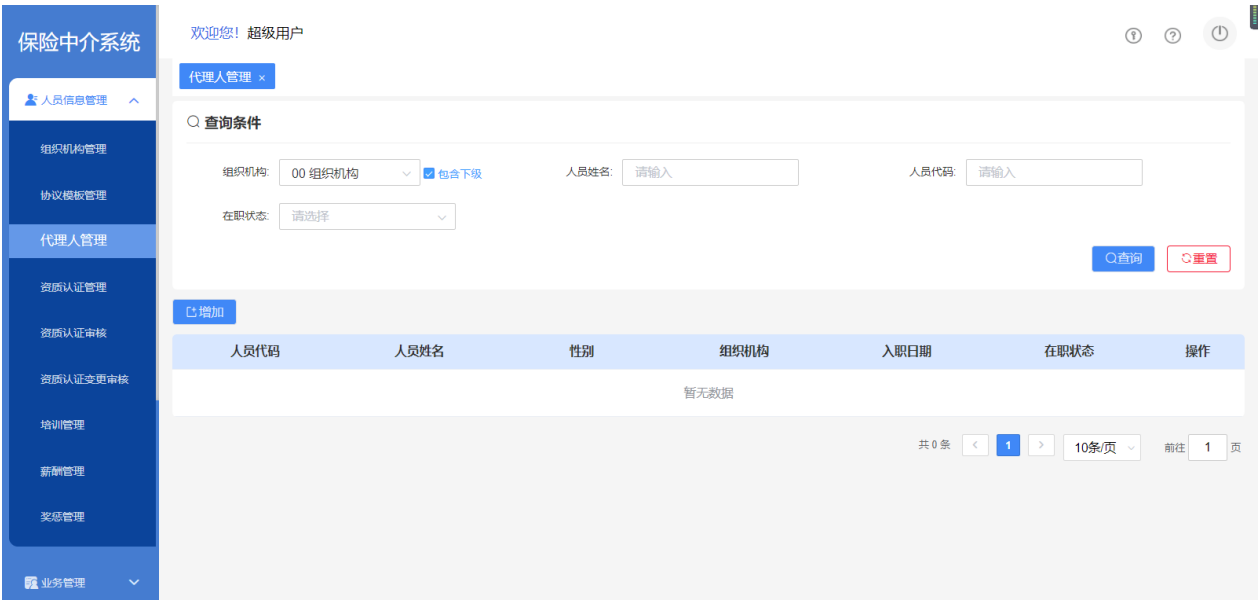 保险中介系统
欢迎您！超级用户
代理人管理 ×
人员信息管理
组织机构管理
协议模板管理
代理人管理
资质认证管理
资质认证审核
资质认证变更审核
培训管理
薪酬管理
奖惩管理
业务管理
查询条件
组织机构: 00 组织机构 包含下级 人员姓名: 请输入 人员代码: 请输入
在职状态: 请选择
查询 重置
增加
人员代码 人员姓名 性别 组织机构 入职日期 在职状态 操作
暂无数据
共 0 条 < 1 > 10条/页 前往 1 页